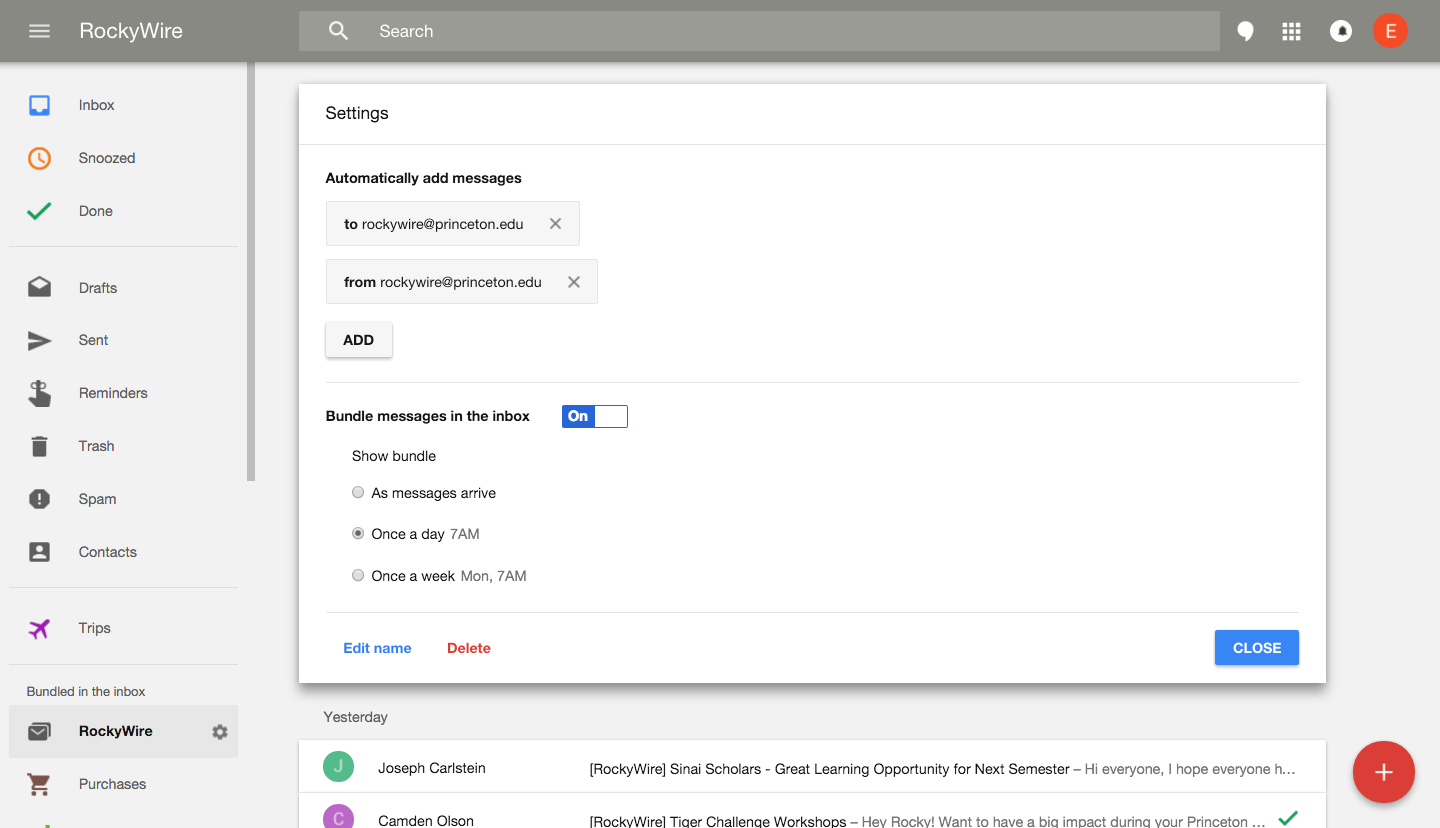 RockyWire
Search
E
Inbox
Snoozed
Done
Drafts
Sent
Reminders
Trash
Spam
Contacts
Trips
Bundled in the inbox
RockyWire
Purchases
Settings
Automatically add messages
to rockywire@princeton.edu
from rockywire@princeton.edu
ADD
Bundle messages in the inbox On
Show bundle
As messages arrive
Once a day 7AM
Once a week Mon, 7AM
Edit name Delete CLOSE
Yesterday
J Joseph Carlstein [RockyWire] Sinai Scholars - Great Learning Opportunity for Next Semester – Hi everyone, I hope everyone h...
C Camden Olson [RockyWire] Tiger Challenge Workshops – Hey Rocky! Want to have a big impact during your Princeton ...